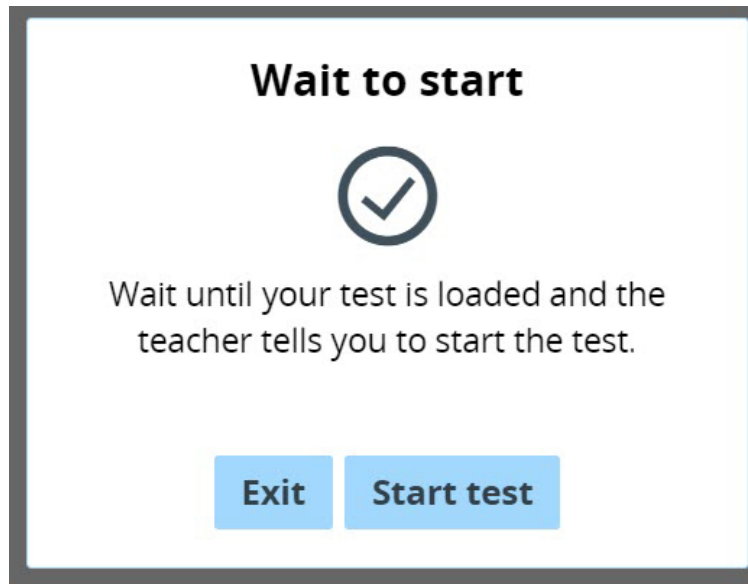 Wait to start
Wait until your test is loaded and the
teacher tells you to start the test.
Exit
Start test